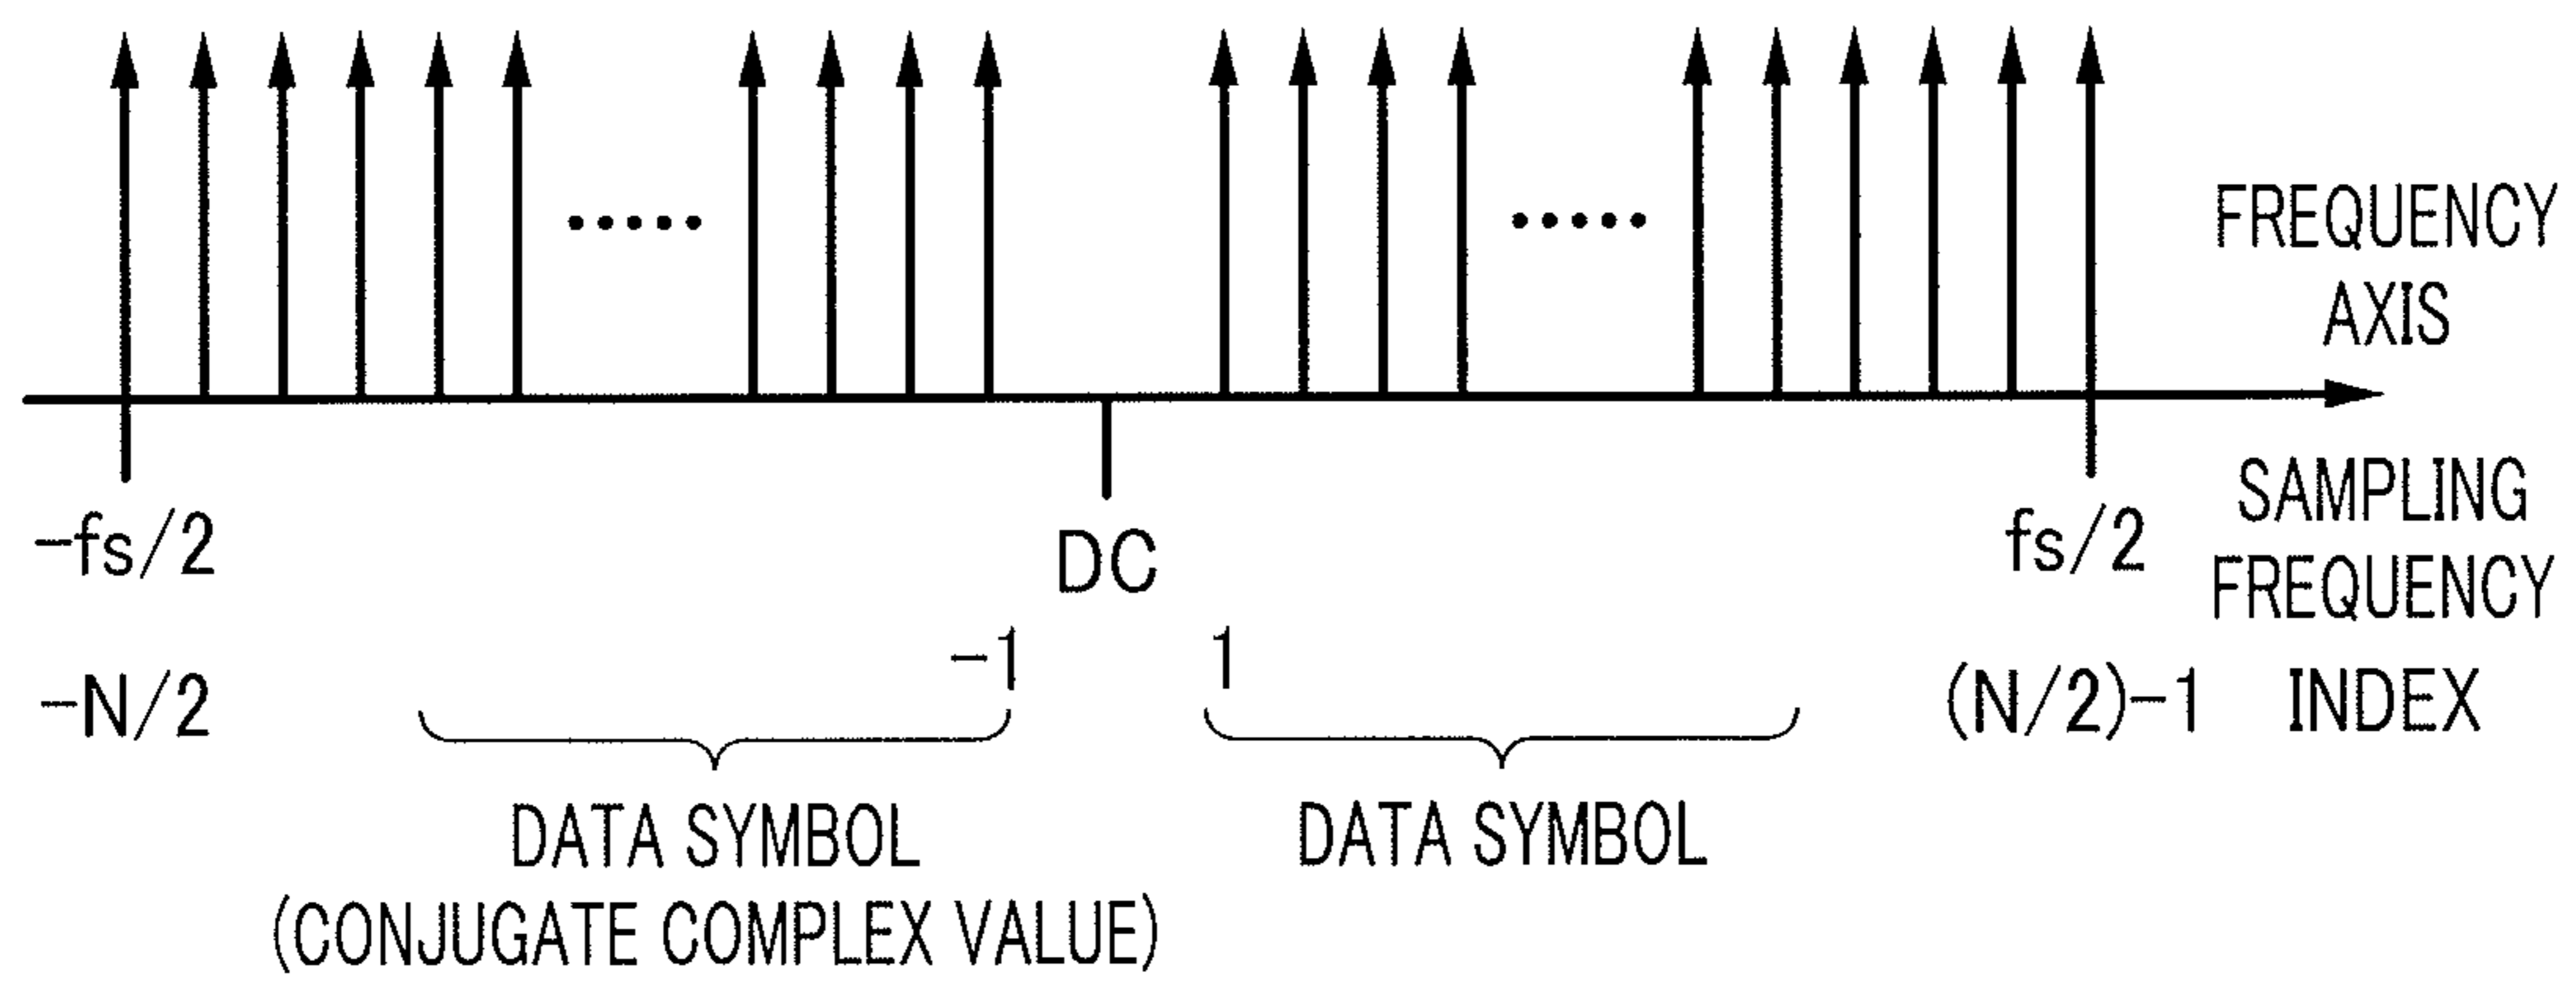 FREQUENCY
AXIS
-fs/2
DC
fs/2
SAMPLING
FREQUENCY
-N/2
-1
1
(N/2)-1
INDEX
DATA SYMBOL
(CONJUGATE COMPLEX VALUE)
DATA SYMBOL